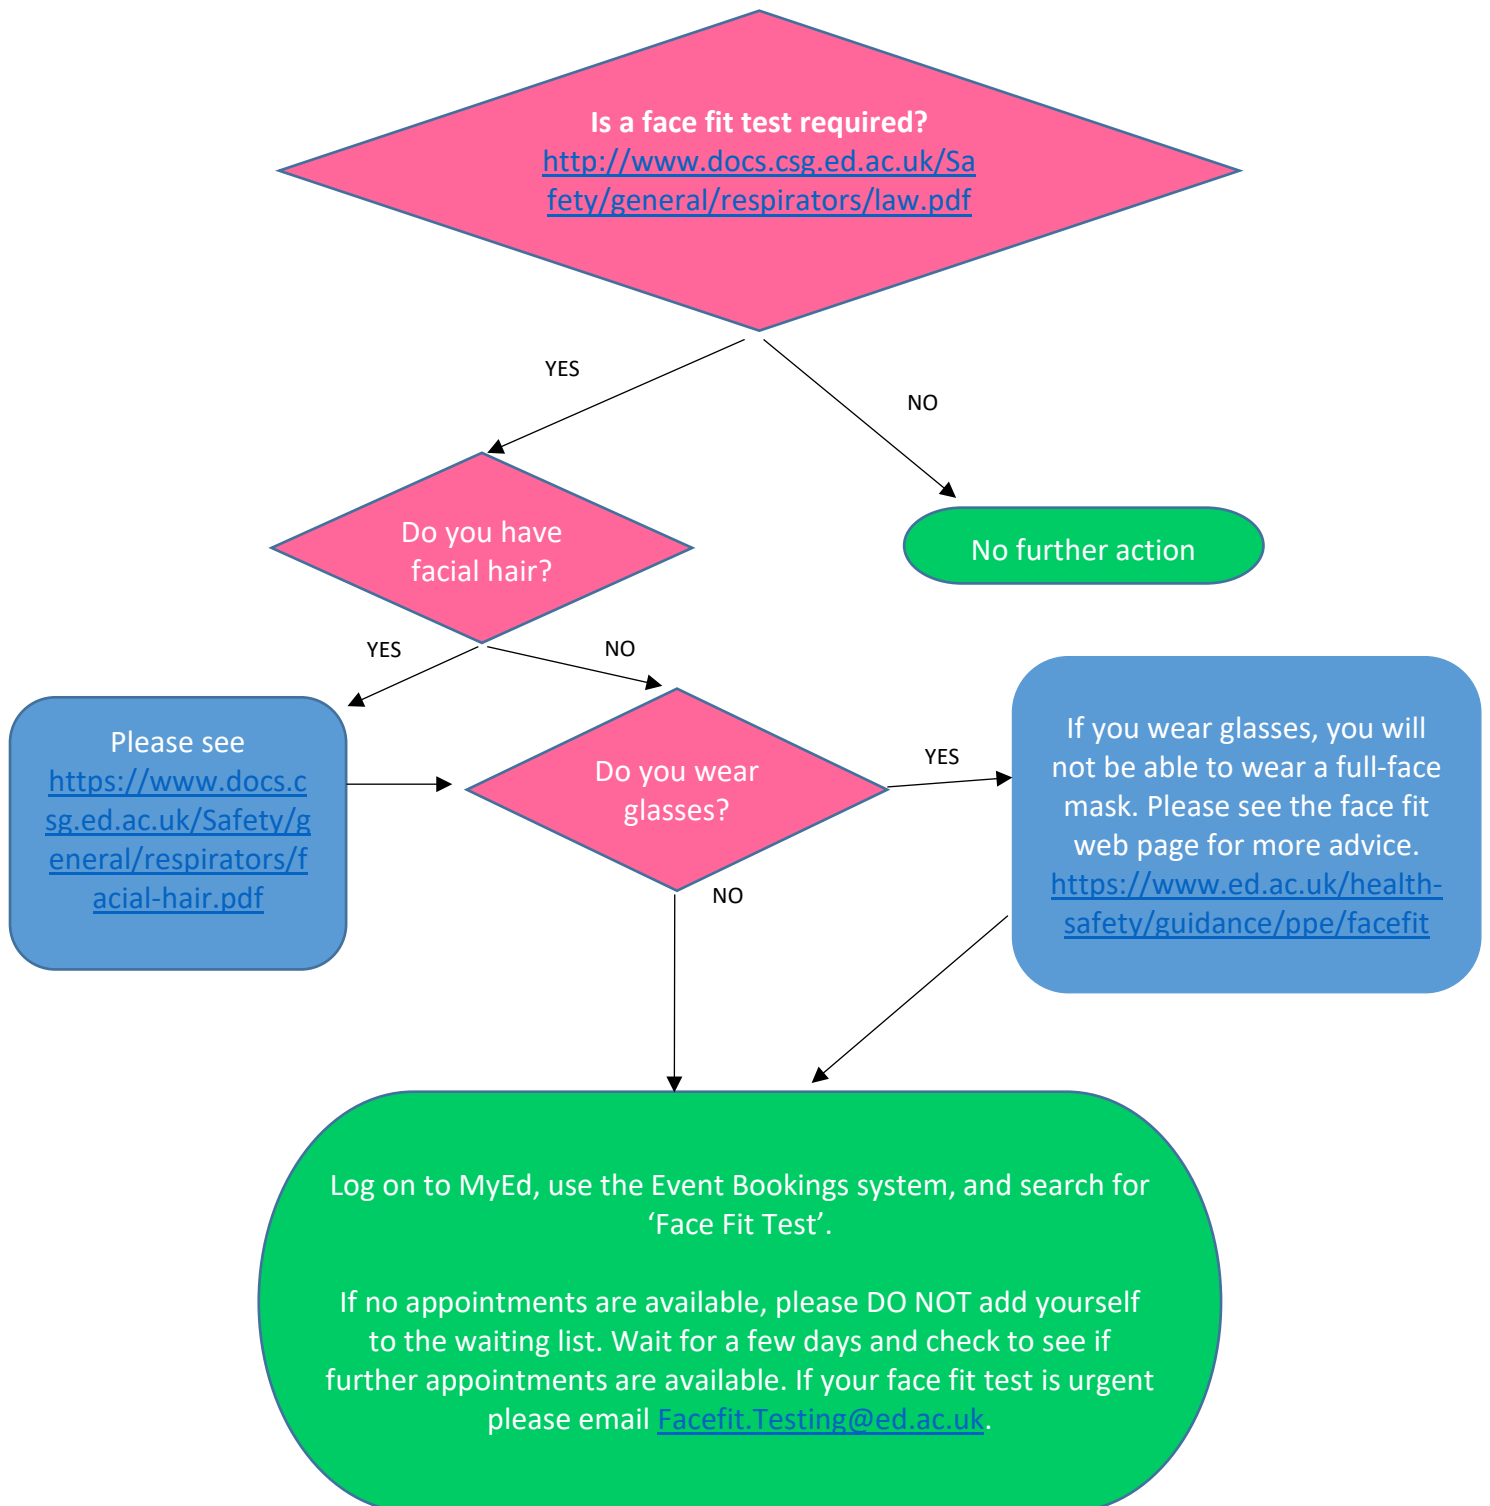 Is a face fit test required?
http://www.docs.csg.ed.ac.uk/Sa
fety/general/respirators/law.pdf
YES
NO
Do you have
facial hair?
No further action
YES
NO
Please see
https://www.docs.c
sg.ed.ac.uk/Safety/g
eneral/respirators/f
acial-hair.pdf
Do you wear
glasses?
YES
NO
If you wear glasses, you will
not be able to wear a full-face
mask. Please see the face fit
web page for more advice.
https://www.ed.ac.uk/health-
safety/guidance/ppe/facefit
Log on to MyEd, use the Event Bookings system, and search for
‘Face Fit Test’.
If no appointments are available, please DO NOT add yourself
to the waiting list. Wait for a few days and check to see if
further appointments are available. If your face fit test is urgent
please email Facefit.Testing@ed.ac.uk.